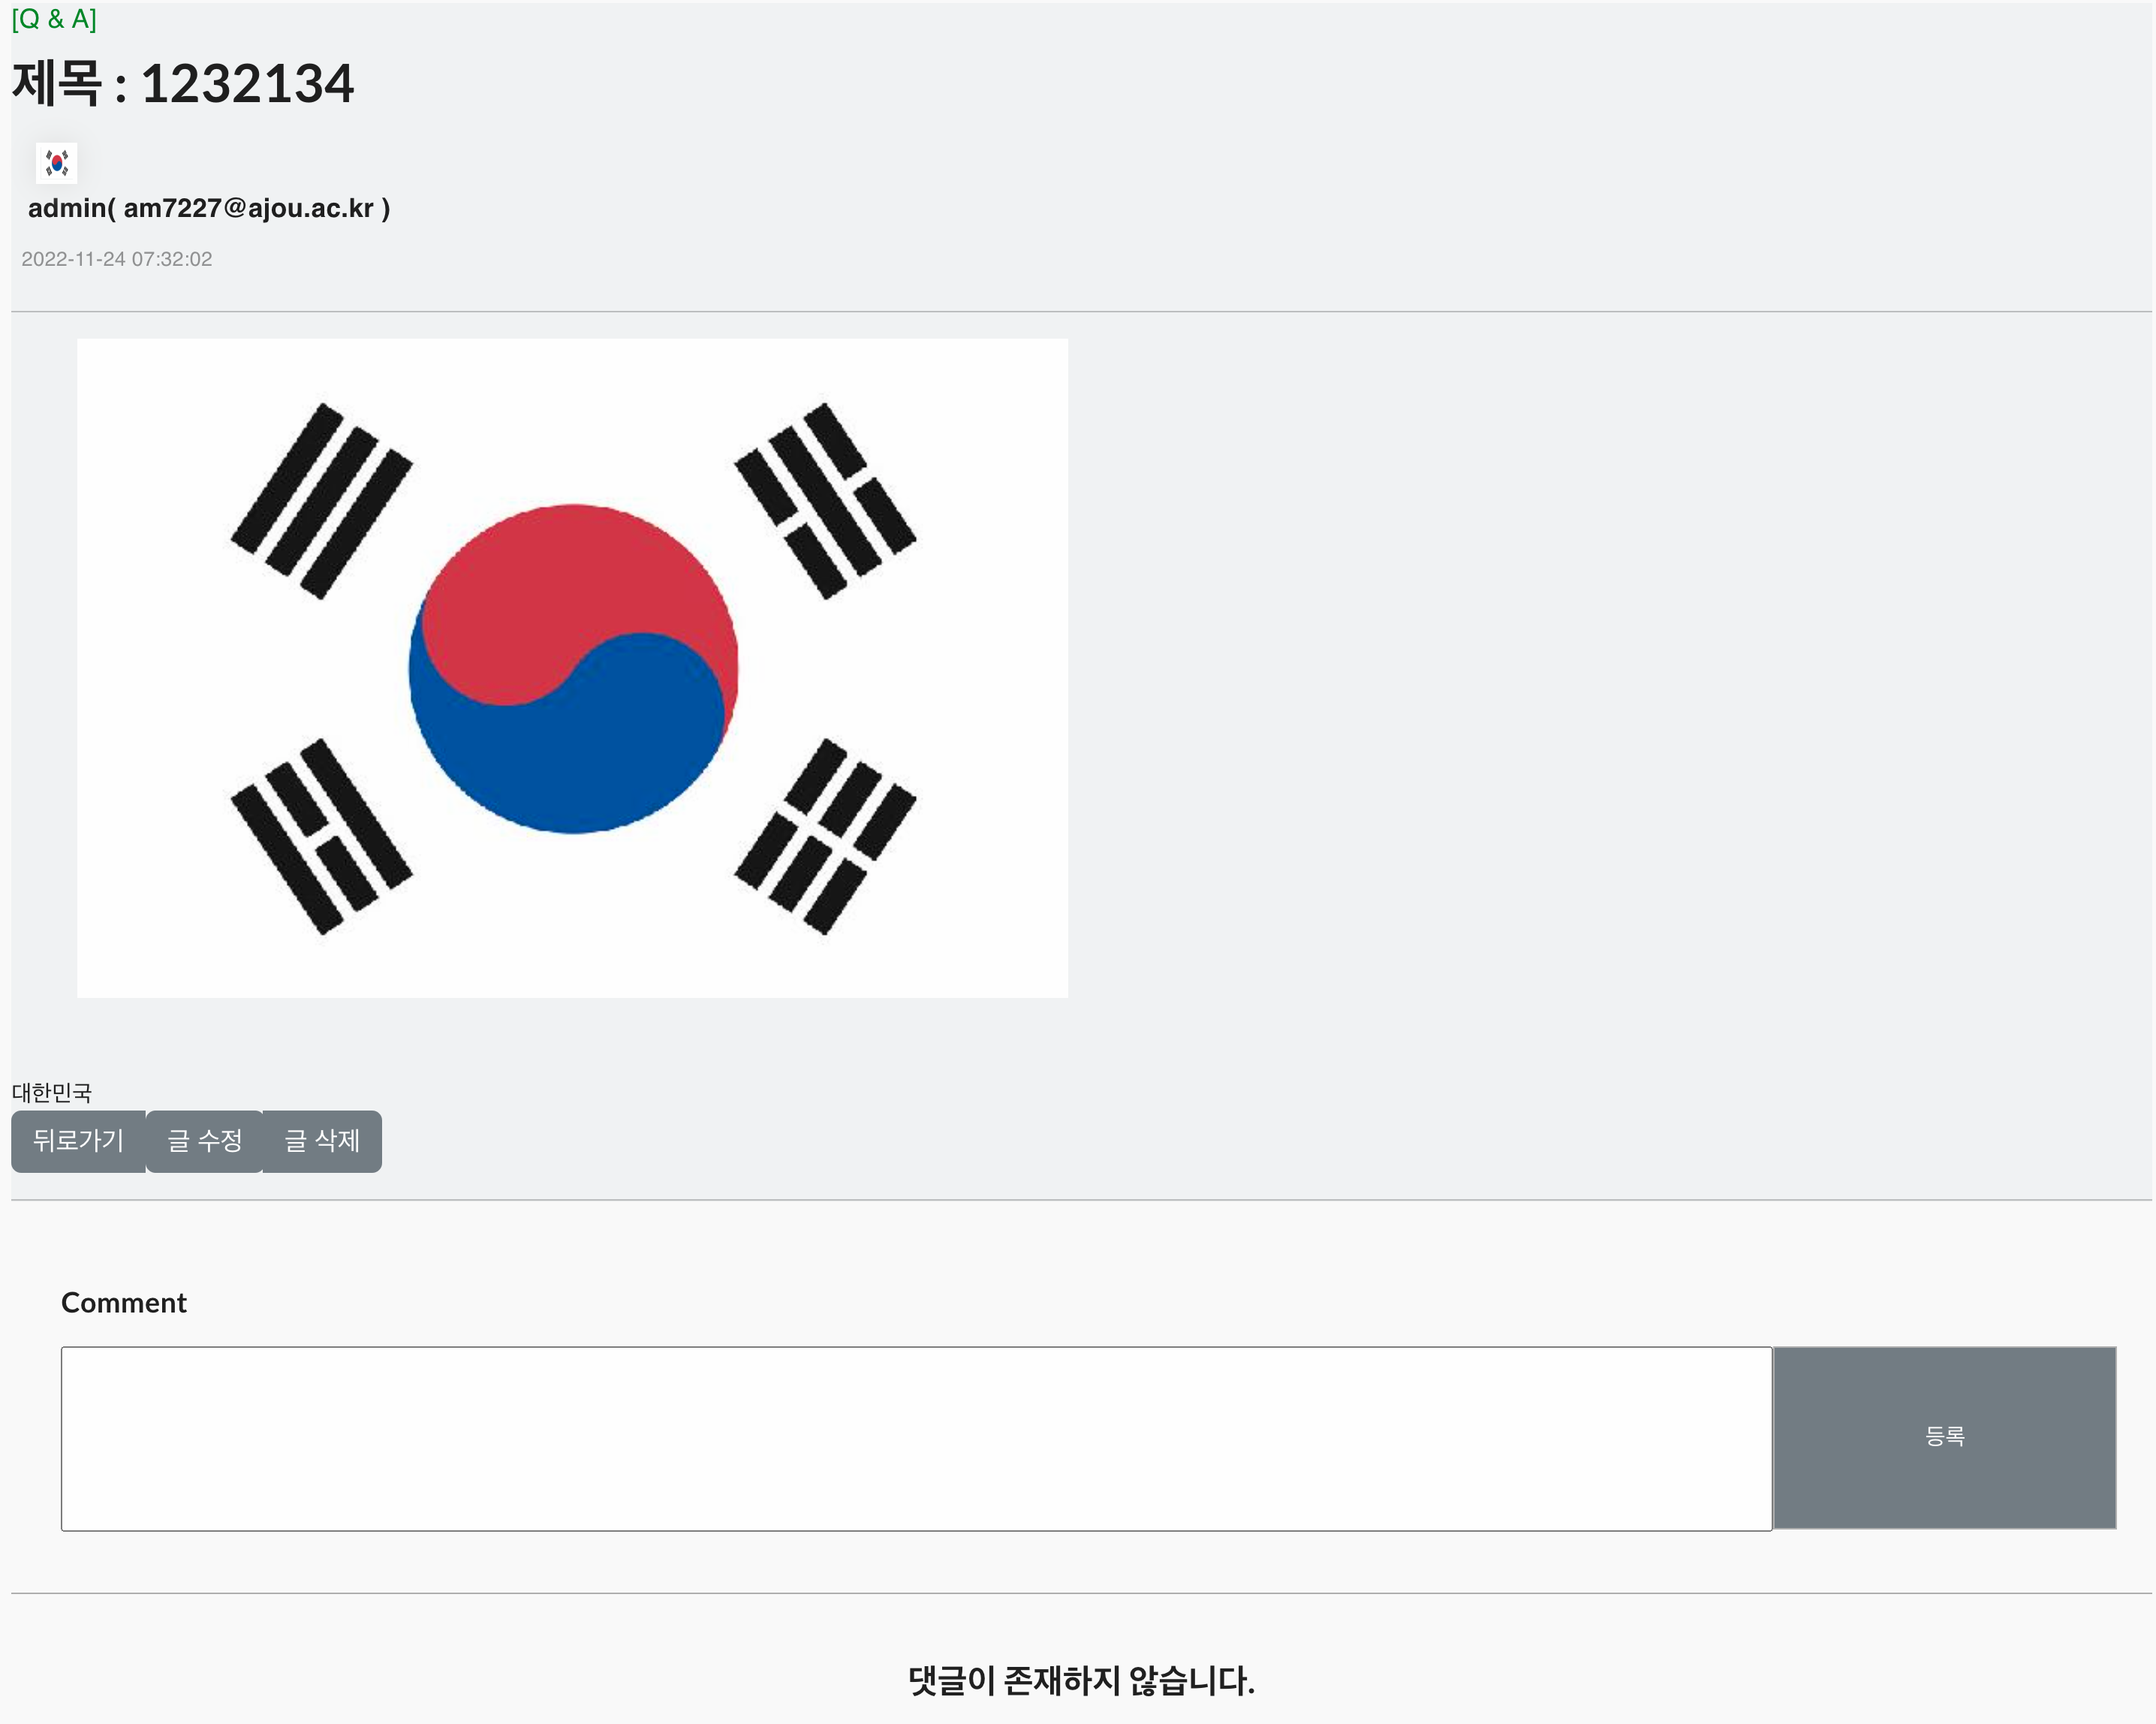 [Q & A]
제목 : 1232134
admin( am7227@ajou.ac.kr )
2022-11-24 07:32:02
대한민국
뒤로가기 글 수정 글 삭제
Comment
등록
댓글이 존재하지 않습니다.